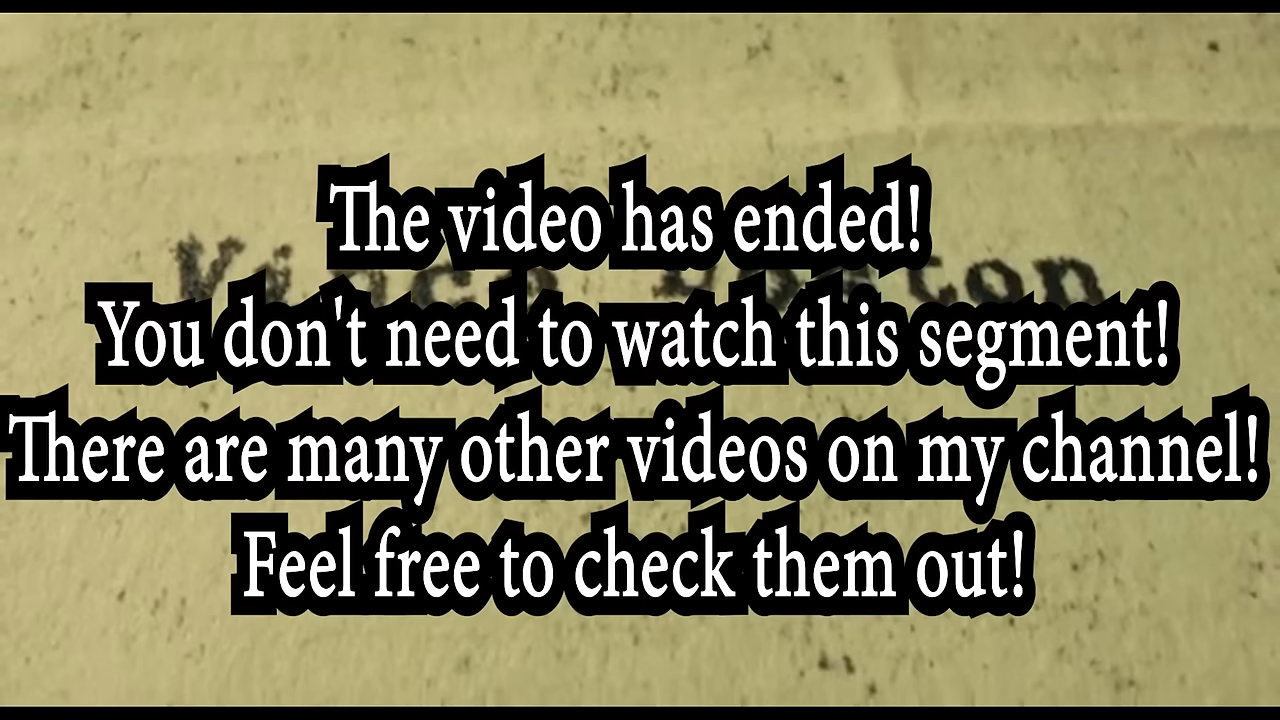 The video has ended!
You don't need to watch this segment!
There are many other videos on my channel!
Feel free to check them out!